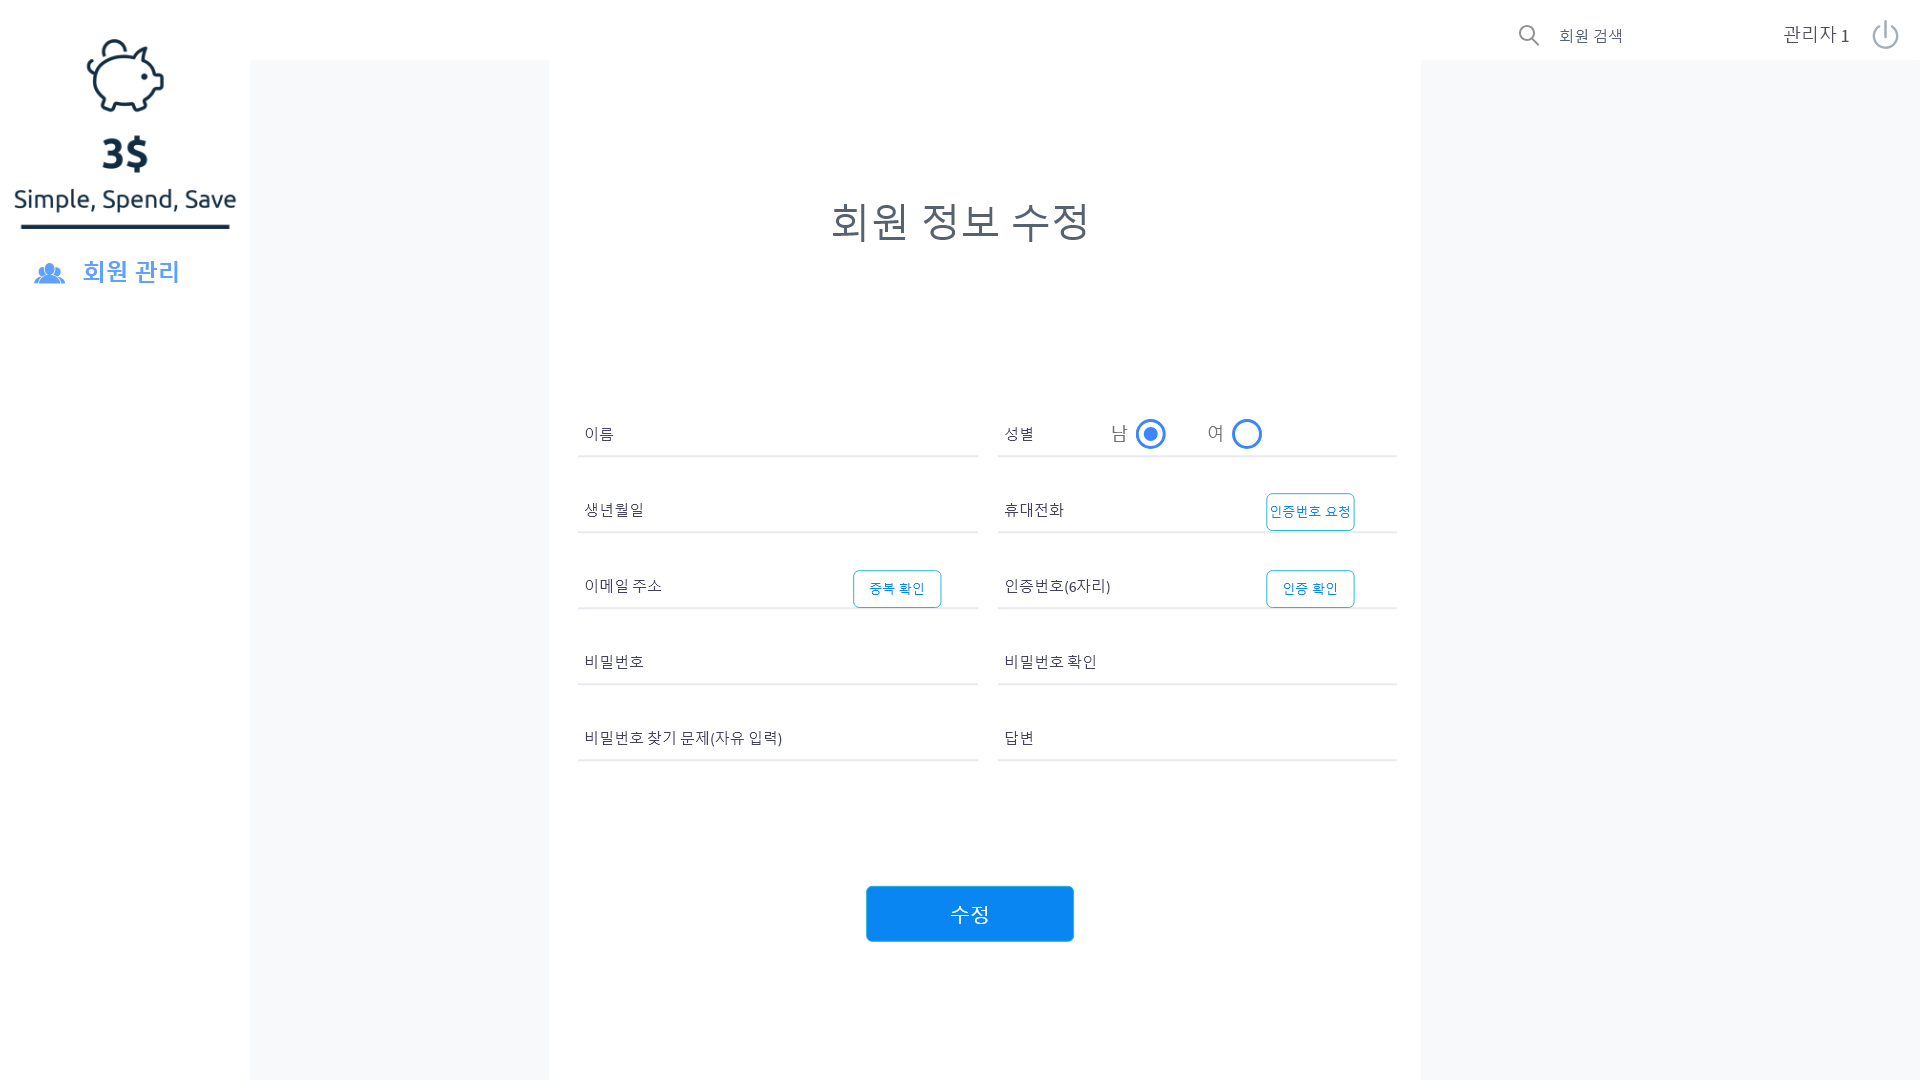 회원 검색
관리자 1
3$
Simple, Spend, Save
회원 관리
회원 정보 수정
이름
성별 남 여
생년월일
휴대전화 인증번호 요청
이메일 주소 중복 확인
인증번호(6자리) 인증 확인
비밀번호
비밀번호 확인
비밀번호 찾기 문제(자유 입력)
답변
수정